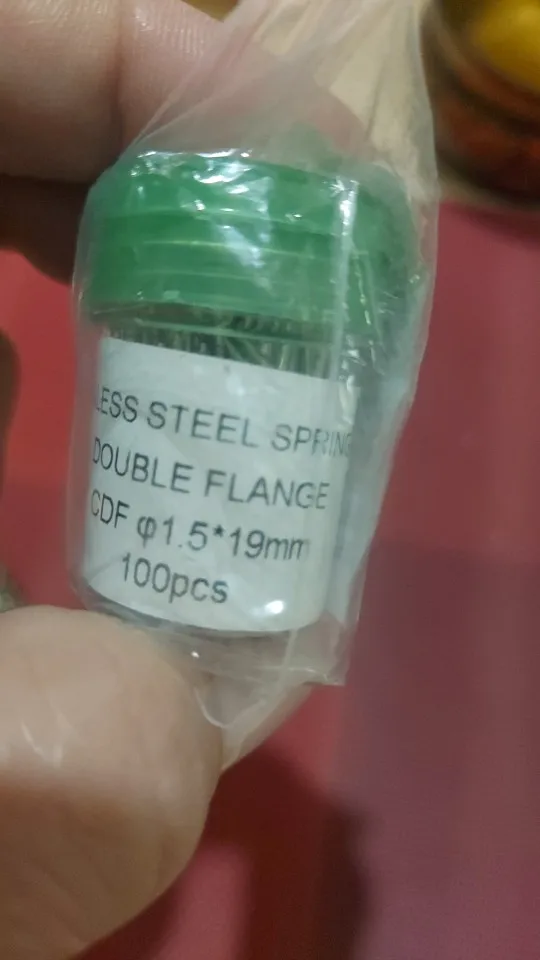 LESS STEEL SPRING
DOUBLE FLANGE
CDF φ1.5*19mm
100pcs